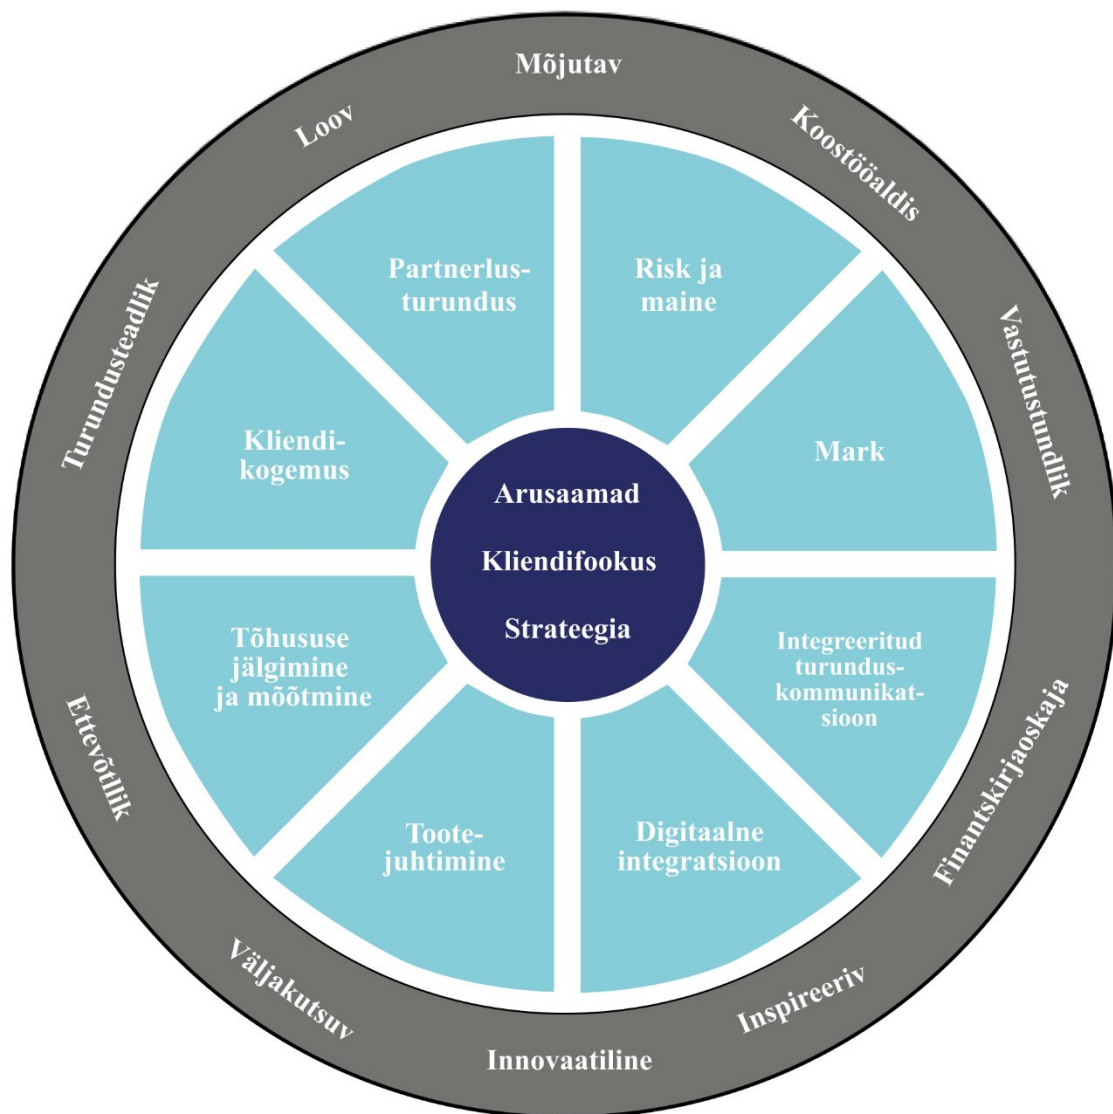 Mõjutav
Koostööaldis
Vastutustundlik
Finantskirjaoskaja
Inspireeriv
Innovaatiline
Väljakutsuv
Ettevõtllik
Turundusteadlik
Loov
Partnerlus-
turundus
Risk ja
maine
Mark
Integreeritud
turundus-
kommunikat-
sioon
Digitaalne
integratsioon
Toote-
juhtimine
Tõhususe
jälgimine
ja mõõtmine
Kliendi-
kogemus
Arusaamad
Kliendifookus
Strateegia